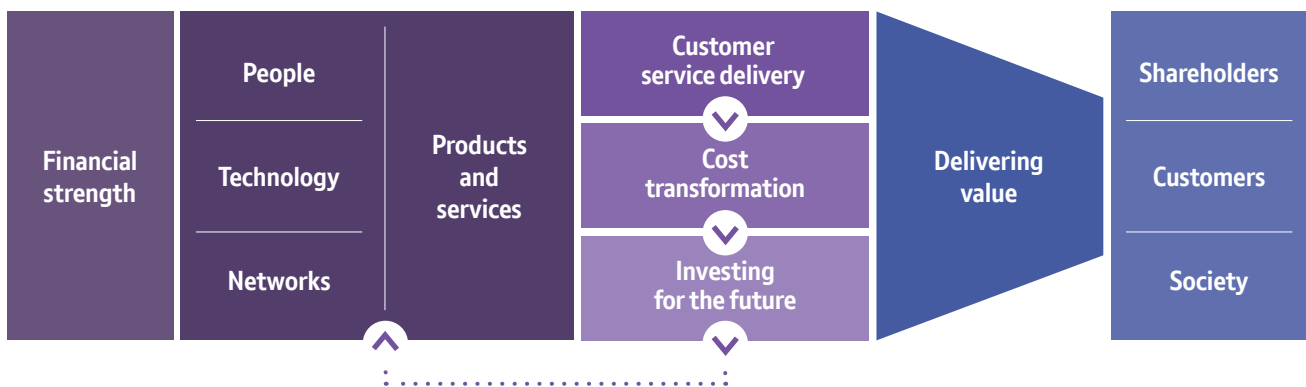 Financial
strength
People
Technology
Networks
Products
and
services
Customer
service delivery
Cost
transformation
Investing
for the future
Delivering
value
Shareholders
Customers
Society